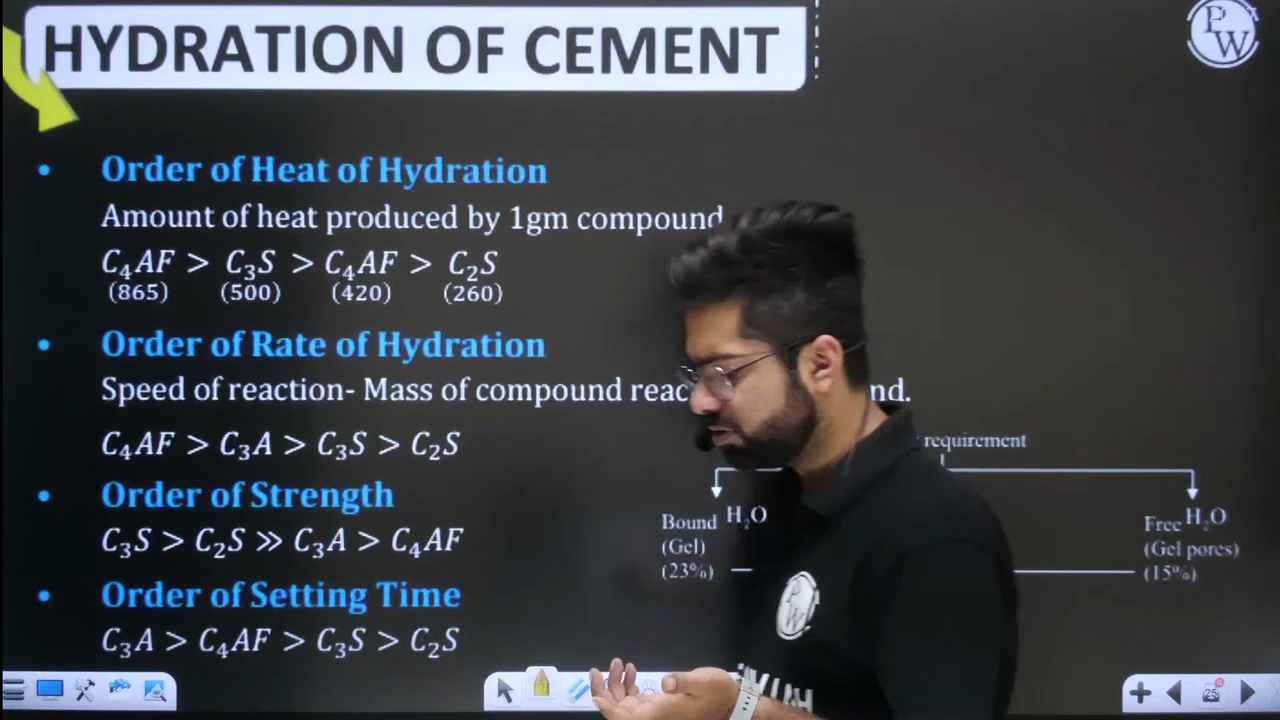 HYDRATION OF CEMENT
PW
• Order of Heat of Hydration
Amount of heat produced by 1gm compound
C₄AF > C₃S > C₄AF > C₂S
(865) (500) (420) (260)
• Order of Rate of Hydration
Speed of reaction- Mass of compound
C₄AF > C₃A > C₃S > C₂S
• Order of Strength
C₃S > C₂S ≫ C₃A > C₄AF
• Order of Setting Time
C₃A > C₄AF > C₃S > C₂S
requirement
Bound H₂O
(Gel)
(23%)
Free H₂O
(Gel pores)
(15%)
PW
25